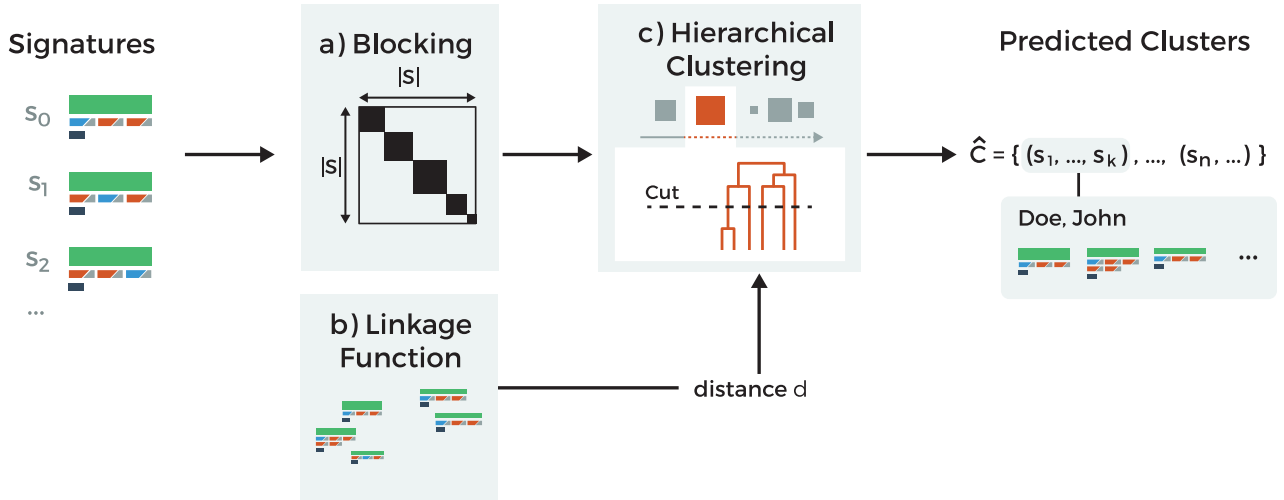 Signatures
s0
s1
s2
...
a) Blocking
|S|
|S|
b) Linkage
Function
distance d
c) Hierarchical
Clustering
Cut
Predicted Clusters
Ĉ = { (s1, ..., sk) , ..., (sn, ...) }
Doe, John
...